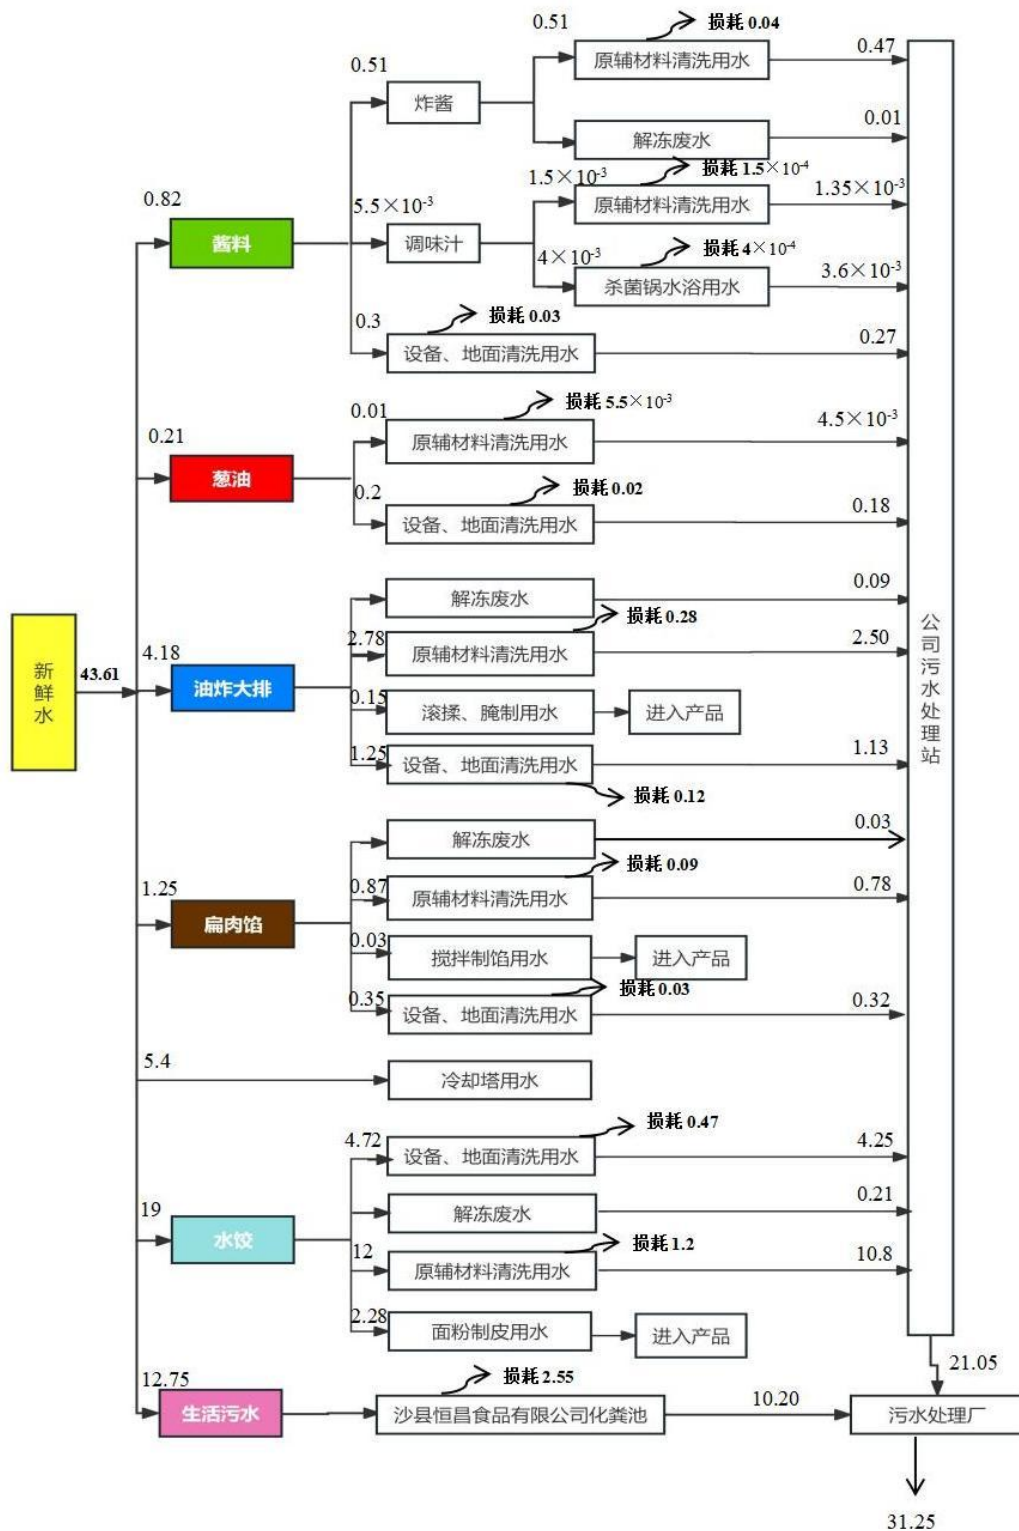 0.51
损耗 0.04
0.51
原辅材料清洗用水
0.47
炸酱
解冻废水
0.01
损耗 1.5×10⁻⁴
1.5×10⁻³
原辅材料清洗用水
1.35×10⁻³
0.82
酱料
5.5×10⁻³
调味汁
4×10⁻³
损耗 4×10⁻⁴
杀菌锅水浴用水
3.6×10⁻³
0.3
损耗 0.03
设备、地面清洗用水
0.27
0.21
葱油
0.01
损耗 5.5×10⁻³
原辅材料清洗用水
4.5×10⁻³
0.2
损耗 0.02
设备、地面清洗用水
0.18
新鲜水
43.61
4.18
油炸大排
解冻废水
0.09
2.78
损耗 0.28
原辅材料清洗用水
2.50
0.15
滚揉、腌制用水
进入产品
1.25
设备、地面清洗用水
1.13
损耗 0.12
公司污水处理站
1.25
扁肉馅
解冻废水
0.03
0.87
损耗 0.09
原辅材料清洗用水
0.78
0.03
搅拌制馅用水
进入产品
0.35
损耗 0.03
设备、地面清洗用水
0.32
5.4
冷却塔用水
19
水饺
4.72
损耗 0.47
设备、地面清洗用水
4.25
解冻废水
0.21
12
损耗 1.2
原辅材料清洗用水
10.8
2.28
面粉制皮用水
进入产品
21.05
12.75
生活污水
损耗 2.55
沙县恒昌食品有限公司化粪池
10.20
污水处理厂
31.25